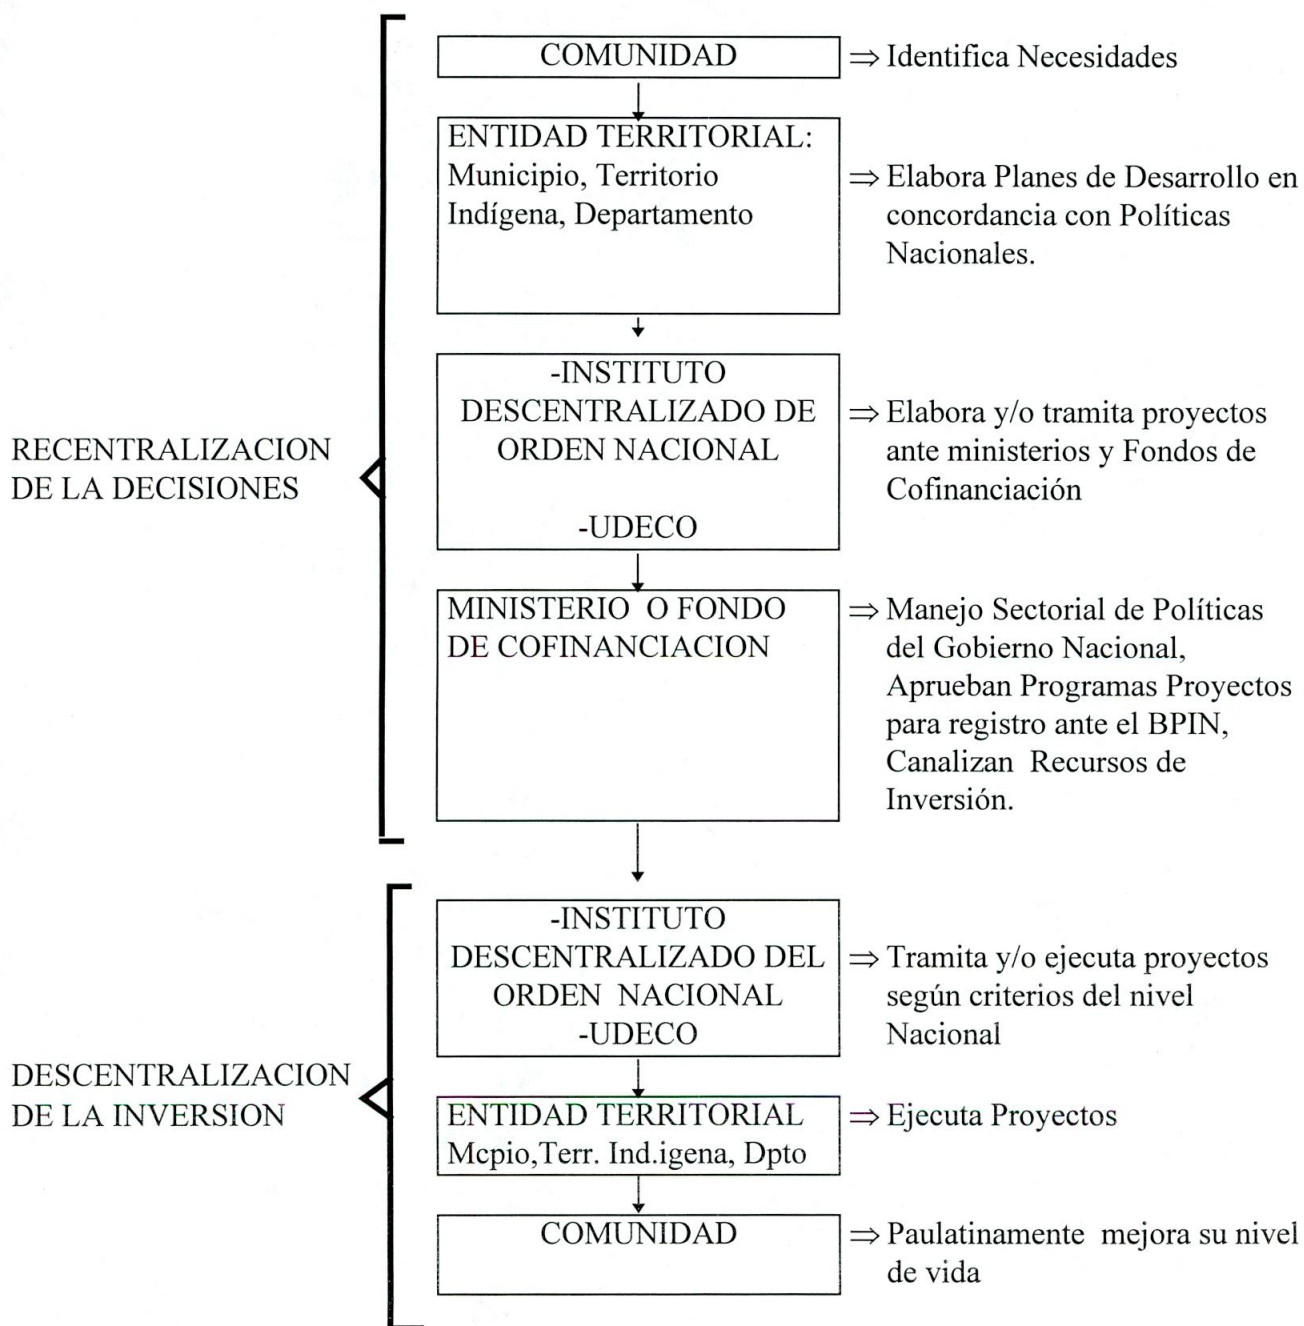 COMUNIDAD
⇒ Identifica Necesidades
ENTIDAD TERRITORIAL:
Municipio, Territorio
Indígena, Departamento
⇒ Elabora Planes de Desarrollo en
concordancia con Políticas
Nacionales.
RECENTRALIZACION
DE LA DECISIONES
-INSTITUTO
DESCENTRALIZADO DE
ORDEN NACIONAL
-UDECO
⇒ Elabora y/o tramita proyectos
ante ministerios y Fondos de
Cofinanciación
MINISTERIO O FONDO
DE COFINANCIACION
⇒ Manejo Sectorial de Políticas
del Gobierno Nacional,
Aprueban Programas Proyectos
para registro ante el BPIN,
Canalizan Recursos de
Inversión.
DESCENTRALIZACION
DE LA INVERSION
-INSTITUTO
DESCENTRALIZADO DEL
ORDEN NACIONAL
-UDECO
⇒ Tramita y/o ejecuta proyectos
según criterios del nivel
Nacional
ENTIDAD TERRITORIAL
Mcpio,Terr. Ind.igena, Dpto
⇒ Ejecuta Proyectos
COMUNIDAD
⇒ Paulatinamente mejora su nivel
de vida